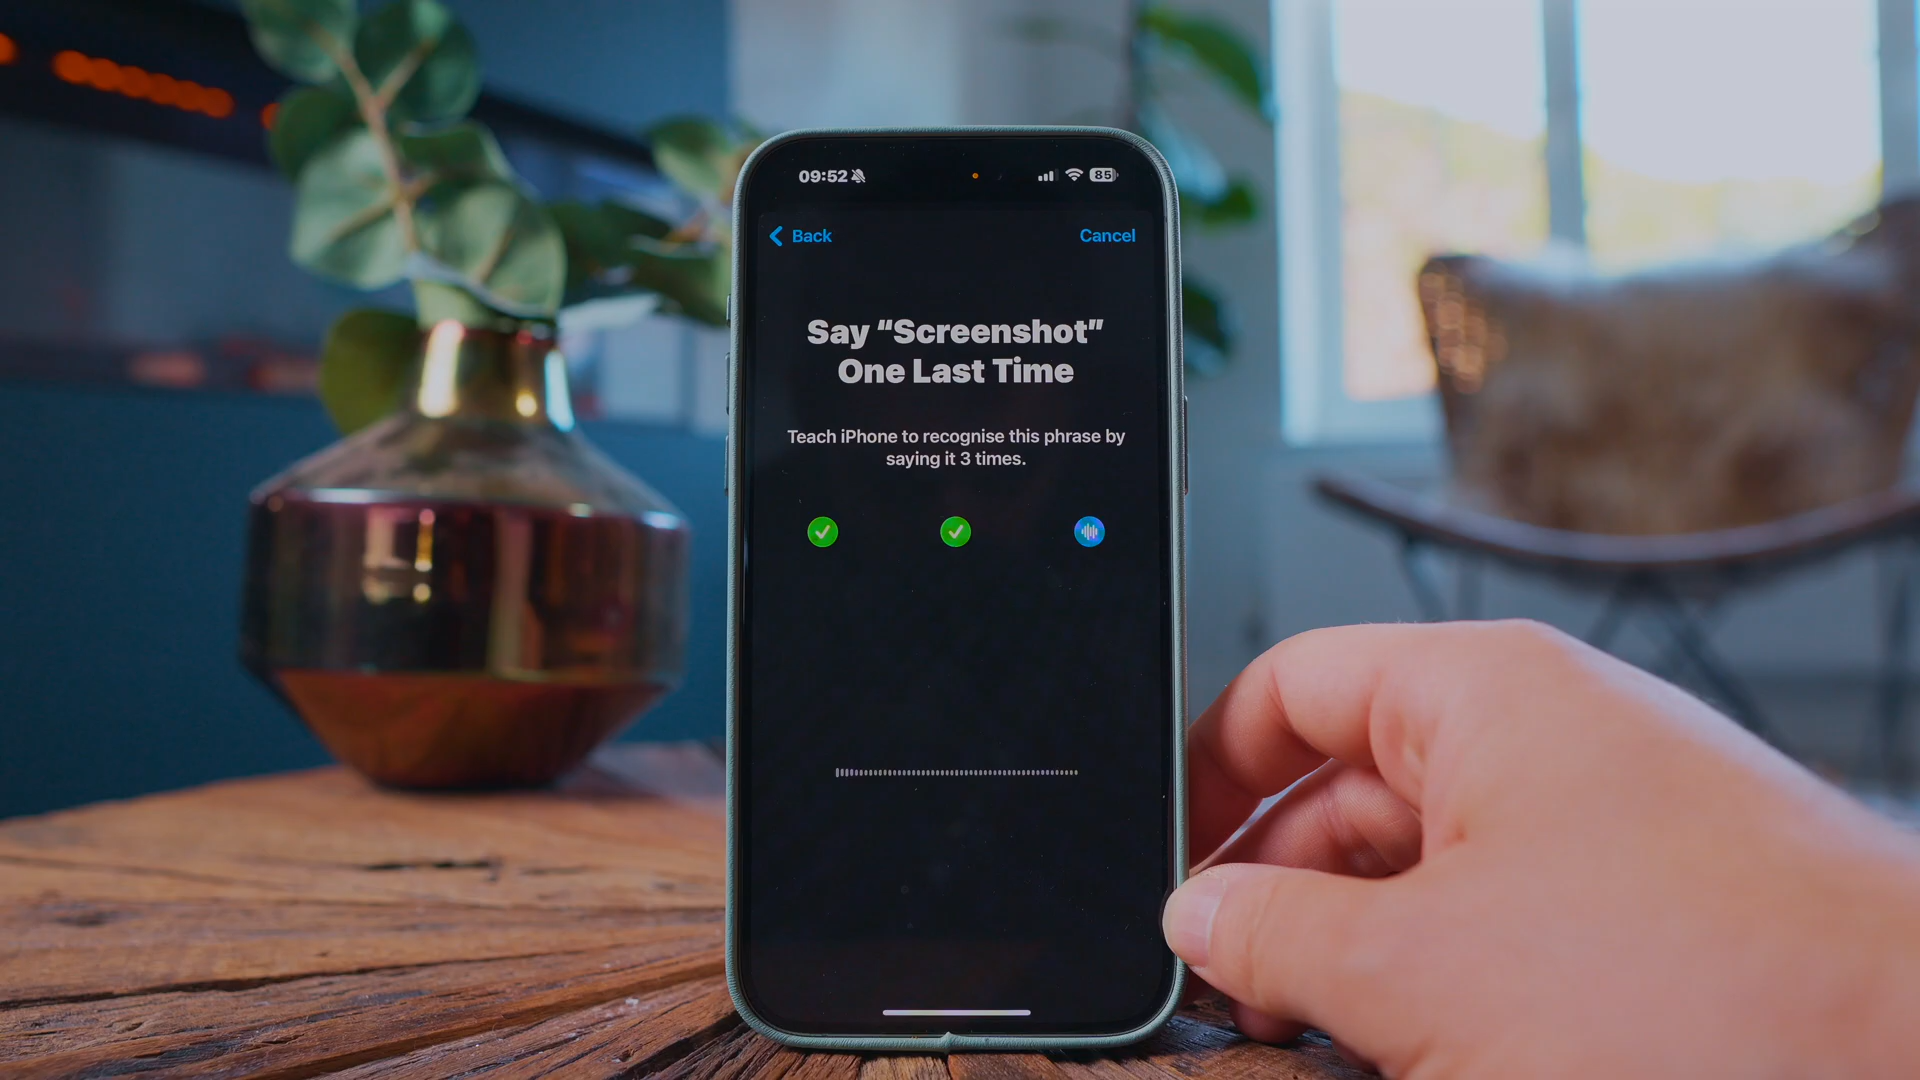 09:52
85
Back
Cancel
Say “Screenshot”
One Last Time
Teach iPhone to recognise this phrase by
saying it 3 times.